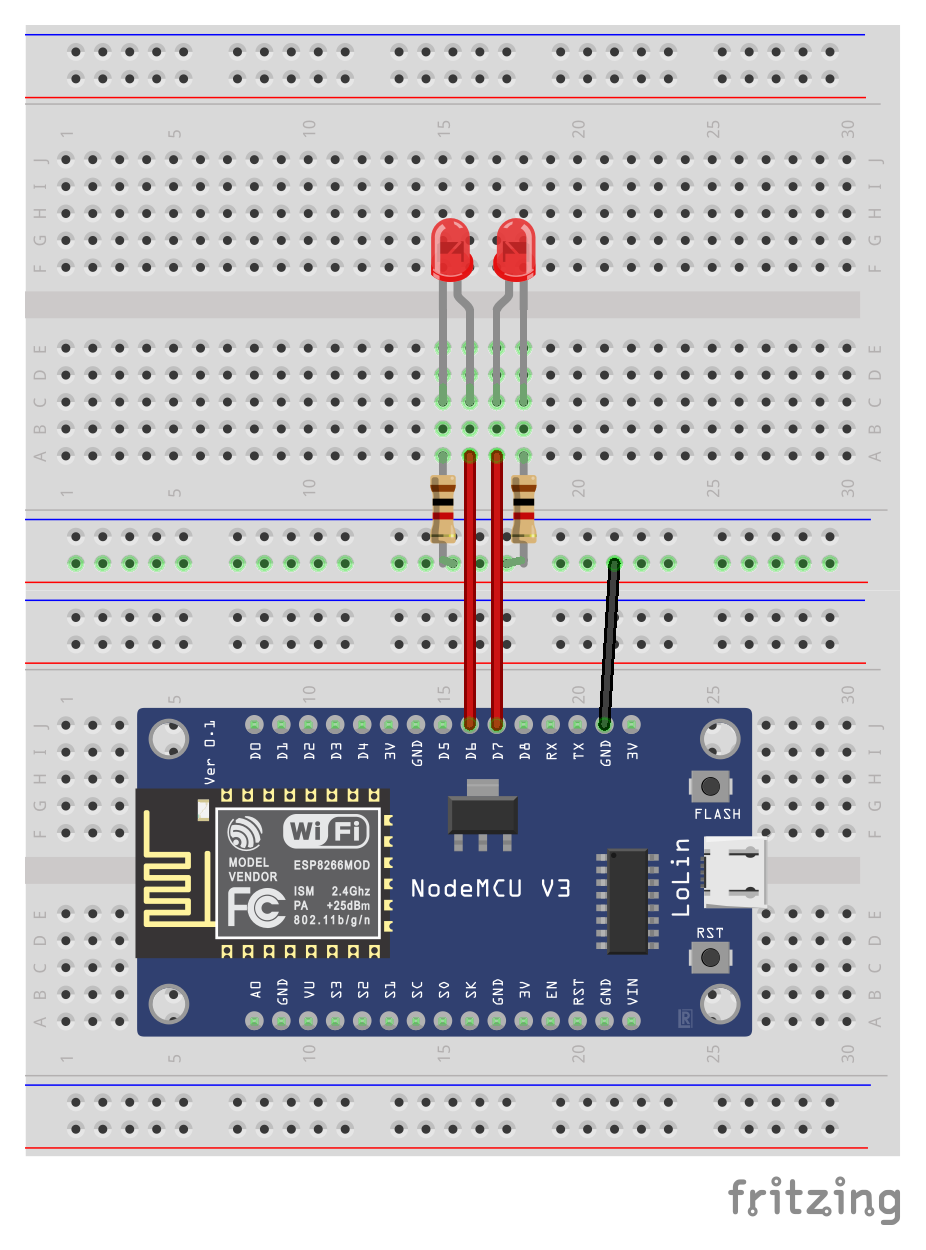 1 5 10 15 20 25 30
J J
I I
H H
G G
F F
E E
D D
C C
B B
A A
1 5 20 25 30
1 5 10 15 20 25 30
J J
I I
H H
G G
F F
E E
D D
C C
B B
A A
1 5 10 15 20 25 30
Ver 0.1
D0 D1 D2 D3 D4 3V GND D5 D6 D7 D8 RX TX GND 3V
FLASH
WiFi
MODEL ESP8266MOD
VENDOR
FC
ISM 2.4Ghz
PA +25dBm
802.11b/g/n
NodeMCU V3
LoLin
RST
A0 GND VU S3 S2 S1 SC S0 SK GND 3V EN RST GND VIN
R
fritzing